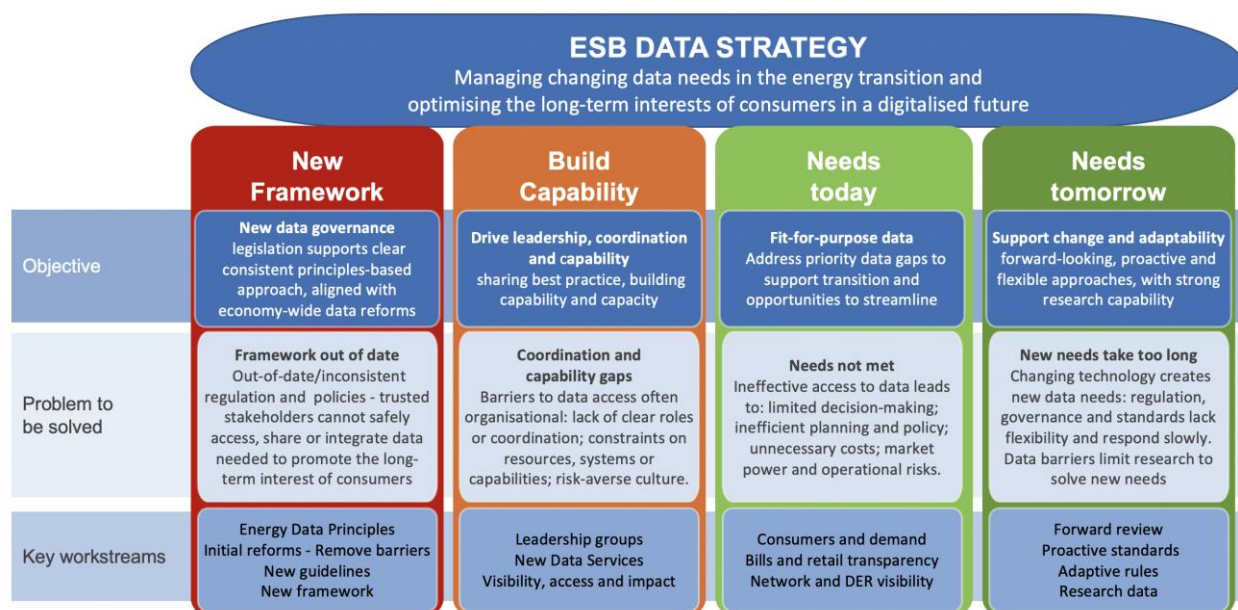 ESB DATA STRATEGY
Managing changing data needs in the energy transition and
optimising the long-term interests of consumers in a digitalised future
New
Framework
Build
Capability
Needs
today
Needs
tomorrow
Objective
New data governance
legislation supports clear
consistent principles-based
approach, aligned with
economy-wide data reforms
Drive leadership, coordination
and capability
sharing best practice, building
capability and capacity
Fit-for-purpose data
Address priority data gaps to
support transition and
opportunities to streamline
Support change and adaptability
forward-looking, proactive and
flexible approaches, with strong
research capability
Problem to
be solved
Framework out of date
Out-of-date/inconsistent
regulation and policies - trusted
stakeholders cannot safely
access, share or integrate data
needed to promote the long-
term interest of consumers
Coordination and
capability gaps
Barriers to data access often
organisational: lack of clear roles
or coordination; constraints on
resources, systems or
capabilities; risk-averse culture.
Needs not met
Ineffective access to data leads
to: limited decision-making;
inefficient planning and policy;
unnecessary costs; market
power and operational risks.
New needs take too long
Changing technology creates
new data needs: regulation,
governance and standards lack
flexibility and respond slowly.
Data barriers limit research to
solve new needs
Key workstreams
Energy Data Principles
Initial reforms - Remove barriers
New guidelines
New framework
Leadership groups
New Data Services
Visibility, access and impact
Consumers and demand
Bills and retail transparency
Network and DER visibility
Forward review
Proactive standards
Adaptive rules
Research data